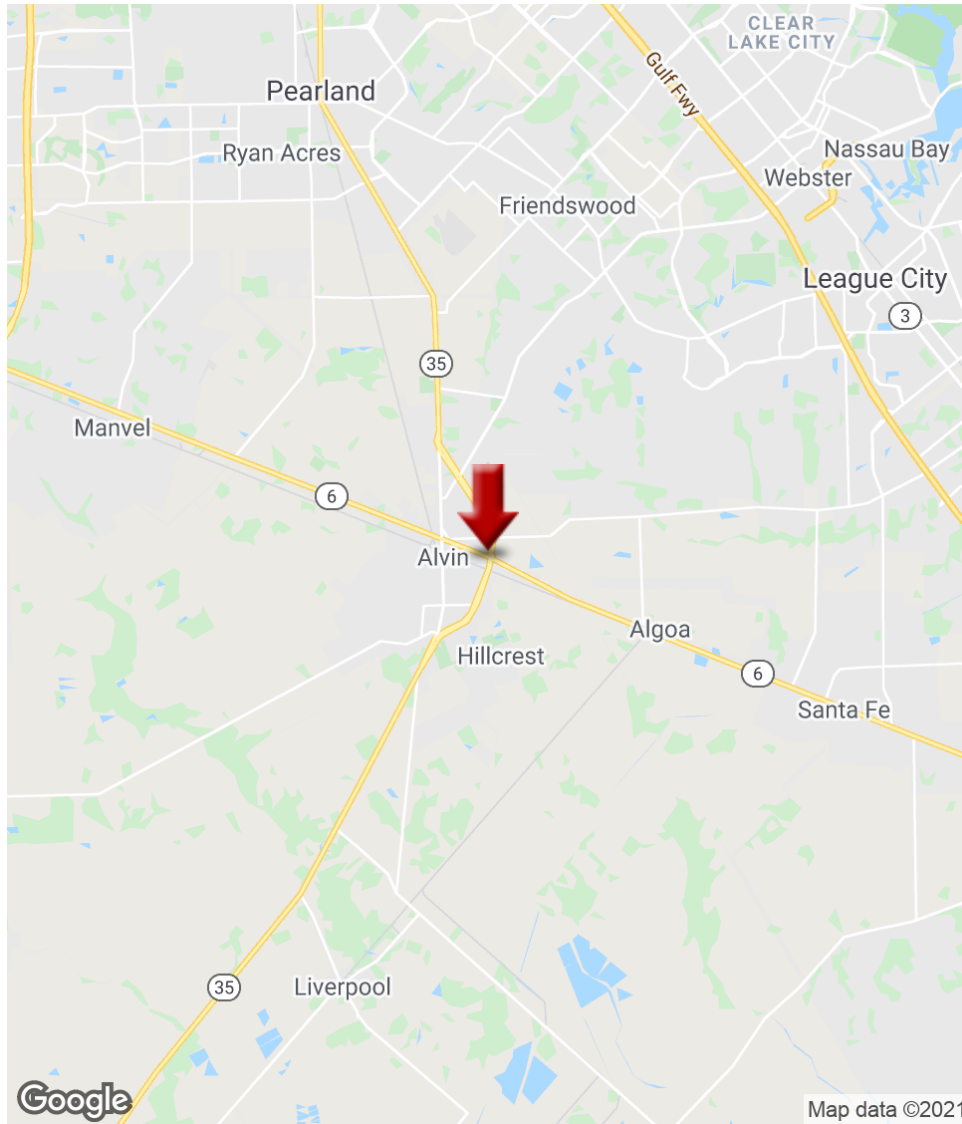 CLEAR
LAKE CITY
Gulf Fwy
Pearland
Ryan Acres
Nassau Bay
Webster
Friendswood
League City
3
35
Manvel
6
Alvin
Algoa
Hillcrest
6
Santa Fe
35
Liverpool
Google
Map data ©2021